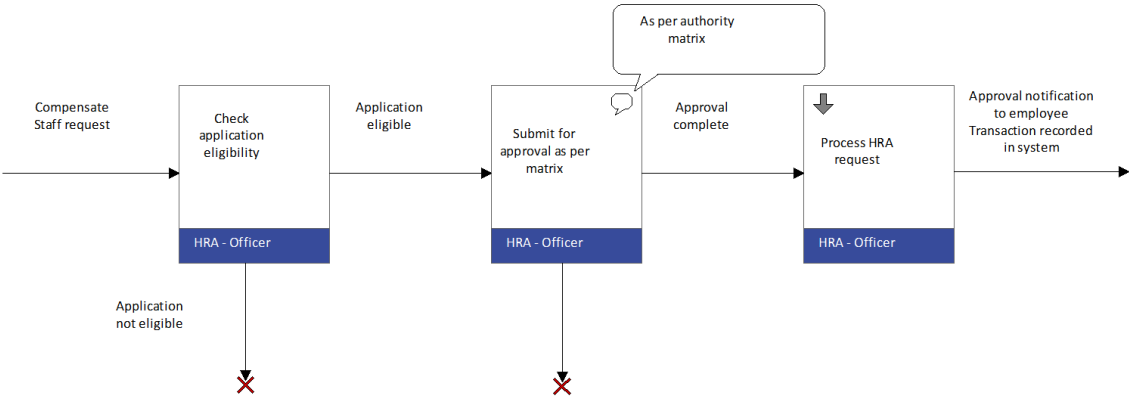 As per authority
matrix
Compensate
Staff request
Check
application
eligibility
HRA - Officer
Application
eligible
Submit for
approval as per
matrix
HRA - Officer
Approval
complete
Process HRA
request
HRA - Officer
Approval notification
to employee
Transaction recorded
in system
Application
not eligible